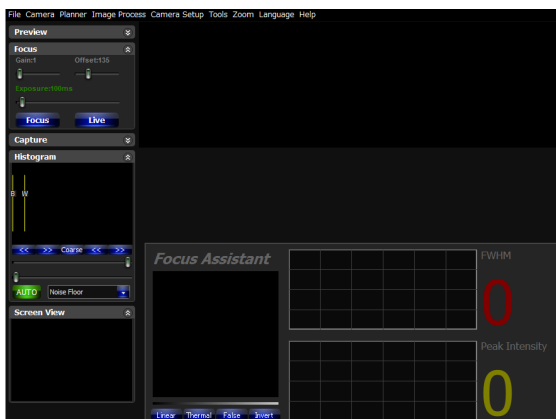 File Camera Planner Image Process Camera Setup Tools Zoom Language Help
Preview
Focus
Gain:1 Offset:135
Exposure:100ms
Focus Live
Capture
Histogram
B W
<< >> Coarse << >>
AUTO Noise Floor
Screen View
Focus Assistant
Linear Thermal False Invert
FWHM
0
Peak Intensity
0